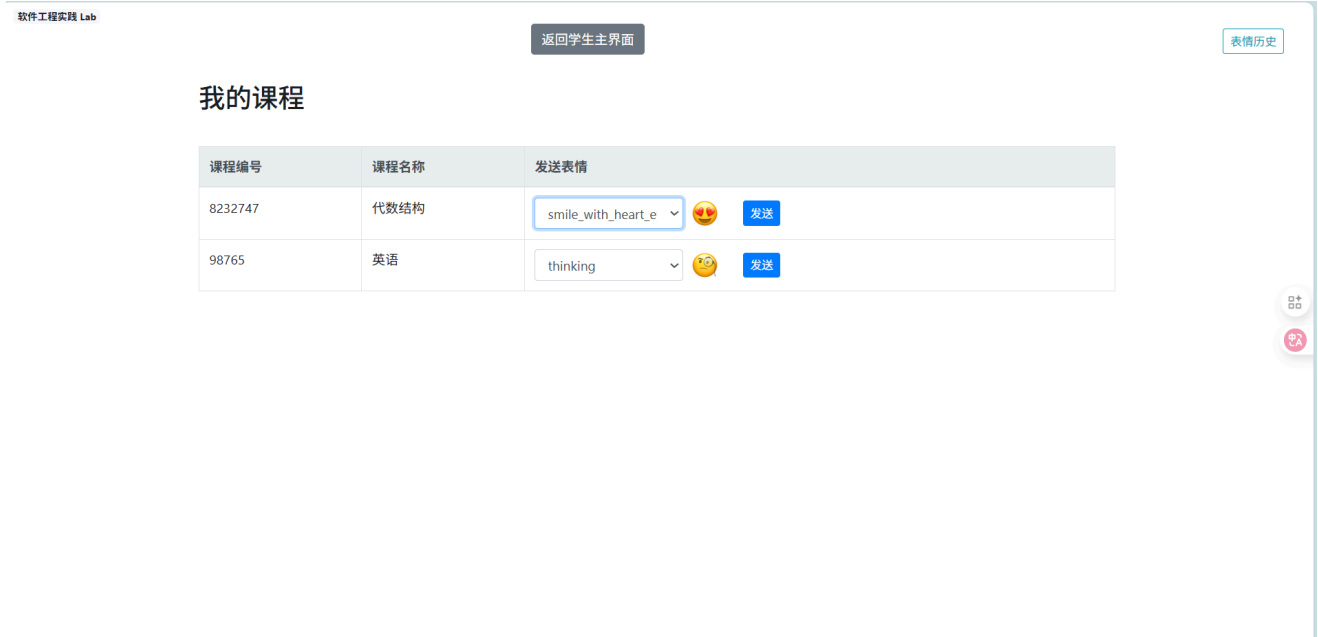 软件工程实践 Lab
返回学生主界面
表情历史
我的课程
课程编号 课程名称 发送表情
8232747 代数结构 smile_with_heart_e 发送
98765 英语 thinking 发送
中A